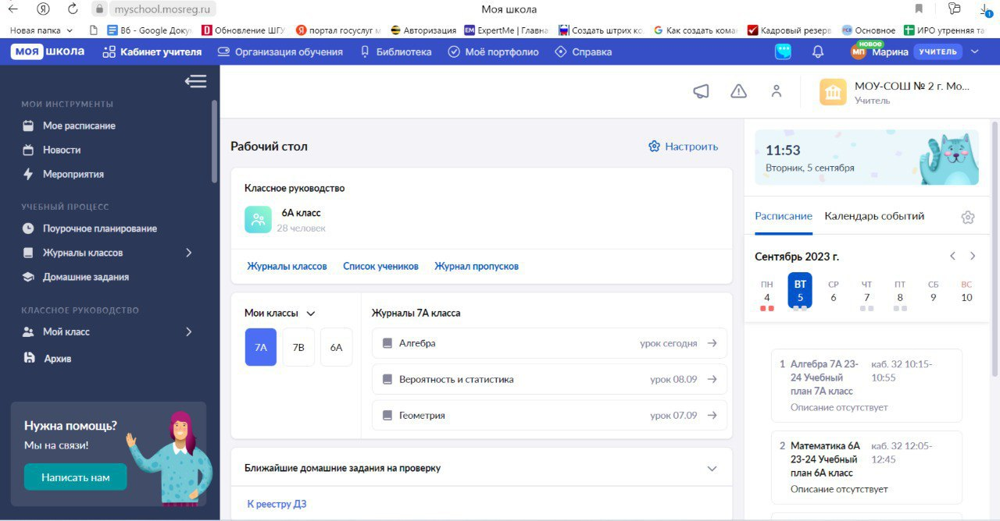 myschool.mosreg.ru
Моя школа
1
Новая папка
В6 - Google Доку
Обновление ШГУ
портал госуслуг м
Авторизация
ExpertMe | Главна
Создать штрих ко
Как создать коман
Кадровый резерв
Основное
ИРО утренняя та
моя школа
Кабинет учителя
Организация обучения
Библиотека
Моё портфолио
Справка
НОВОЕ
МП
Марина
УЧИТЕЛЬ
МОИ ИНСТРУМЕНТЫ
Мое расписание
Новости
Мероприятия
УЧЕБНЫЙ ПРОЦЕСС
Поурочное планирование
Журналы классов
Домашние задания
КЛАССНОЕ РУКОВОДСТВО
Мой класс
Архив
Нужна помощь?
Мы на связи!
Написать нам
МОУ-СОШ № 2 г. Мо...
Учитель
Рабочий стол
Настроить
Классное руководство
6А класс
28 человек
Журналы классов
Список учеников
Журнал пропусков
Мои классы
7А
7В
6А
Журналы 7А класса
Алгебра
урок сегодня
Вероятность и статистика
урок 08.09
Геометрия
урок 07.09
Ближайшие домашние задания на проверку
К реестру ДЗ
11:53
Вторник, 5 сентября
Расписание
Календарь событий
Сентябрь 2023 г.
ПН ВТ СР ЧТ ПТ СБ ВС
4 5 6 7 8 9 10
1 Алгебра 7А 23- каб. 32 10:15-
24 Учебный 10:55
план 7А класс
Описание отсутствует
2 Математика 6А каб. 32 12:05-
23-24 Учебный 12:45
план 6А класс
Описание отсутствует